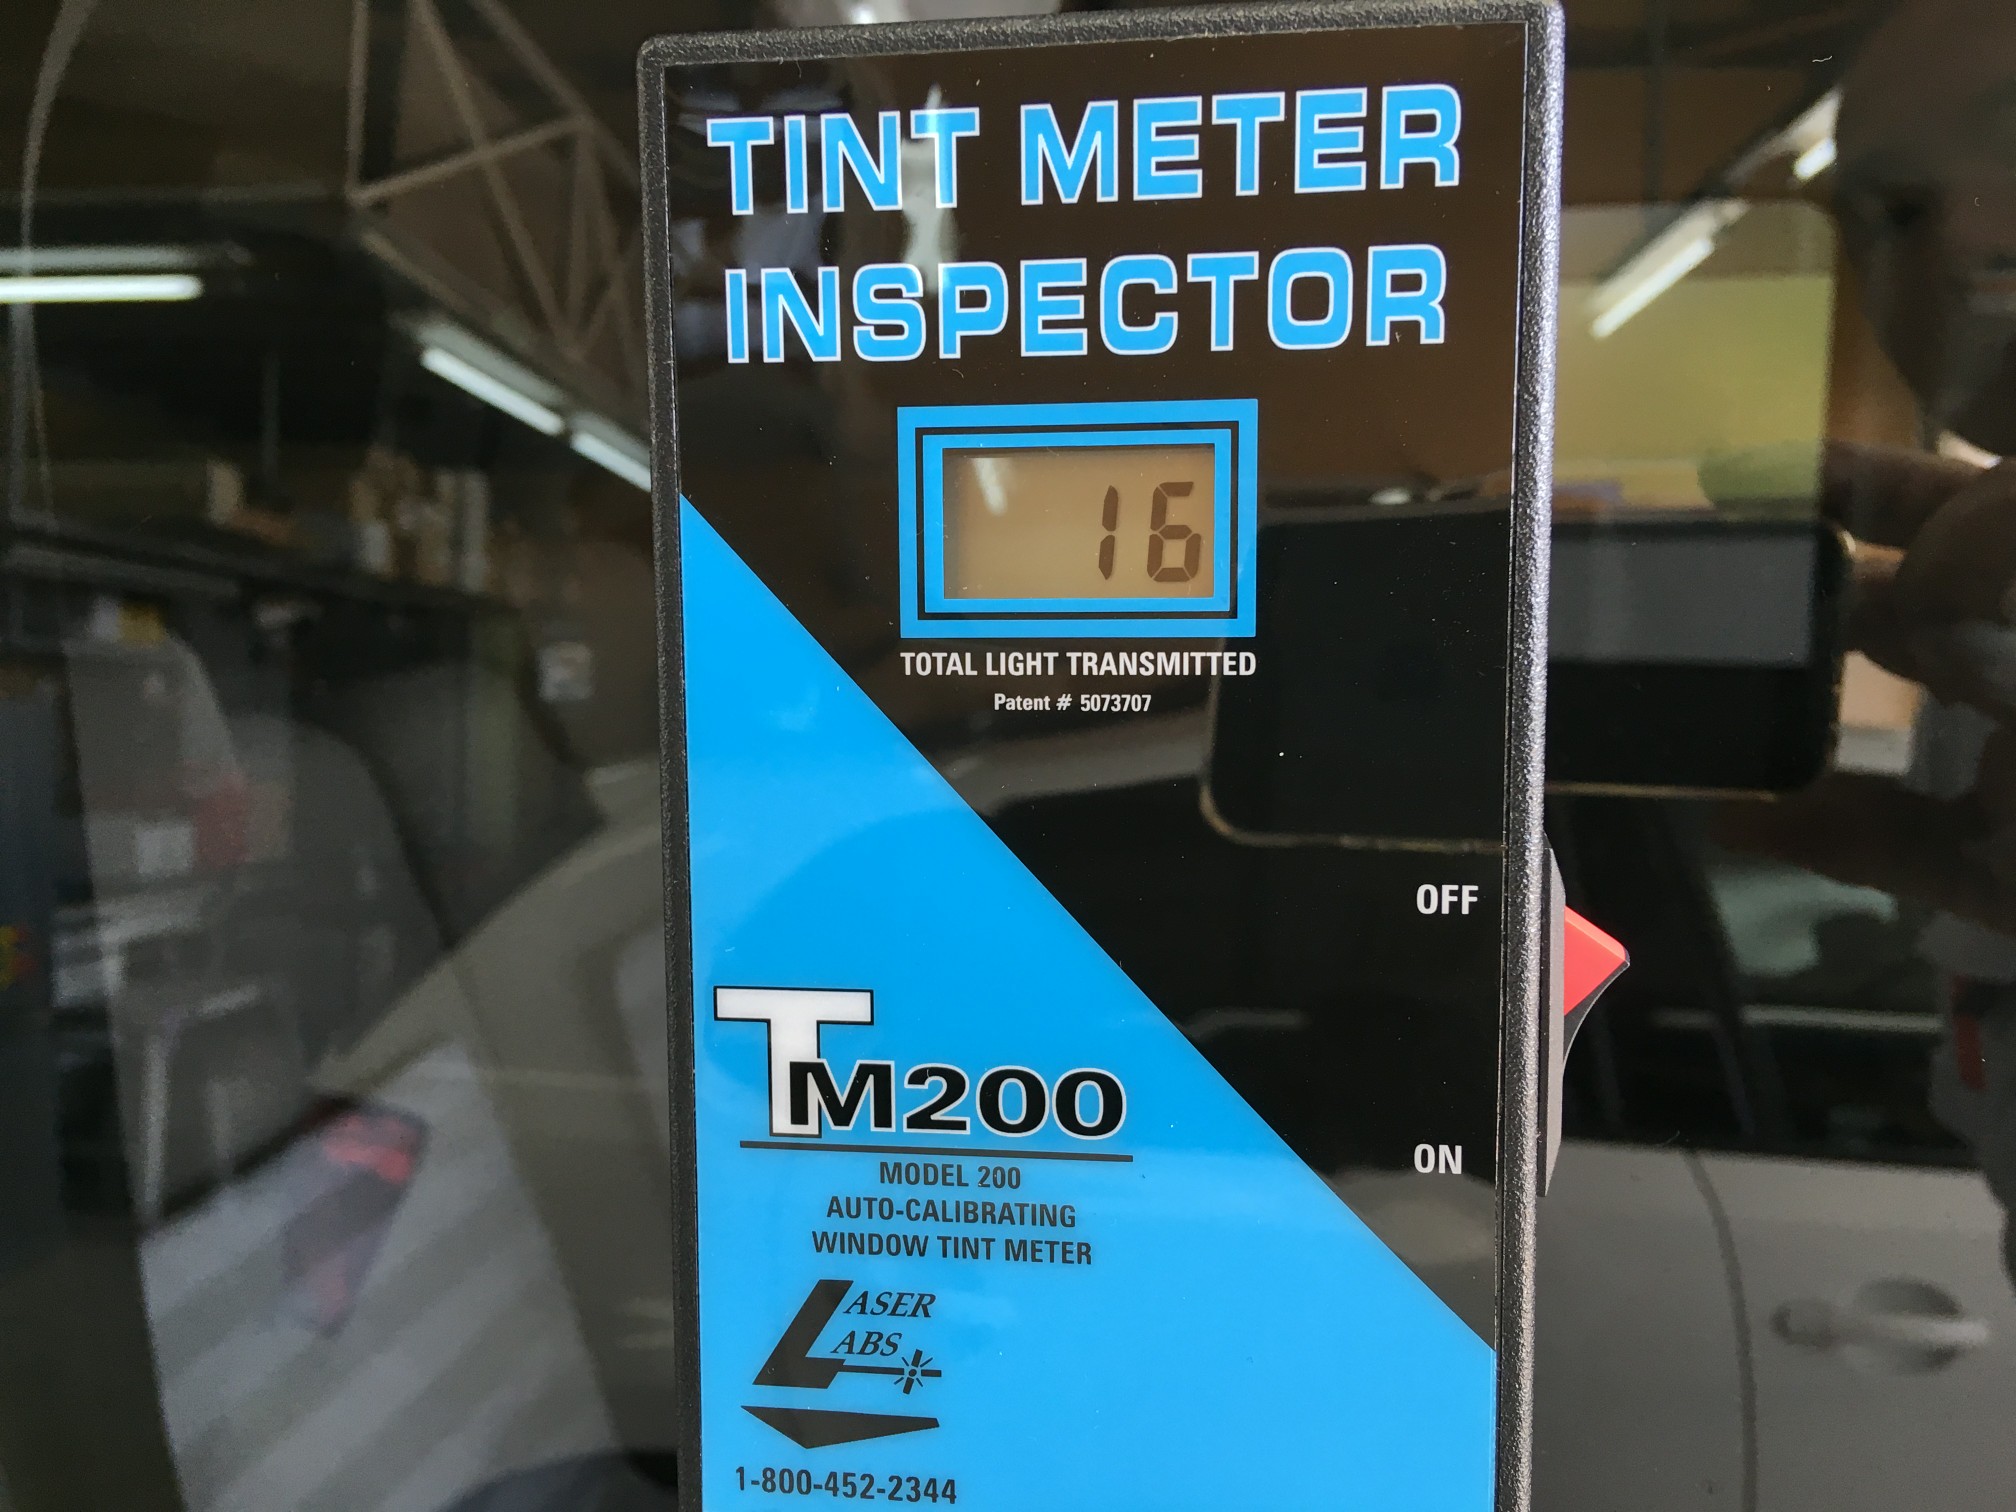 TINT METER
INSPECTOR
16
TOTAL LIGHT TRANSMITTED
Patent # 5073707
OFF
ON
TM200
MODEL 200
AUTO-CALIBRATING
WINDOW TINT METER
LASER
LABS
1-800-452-2344